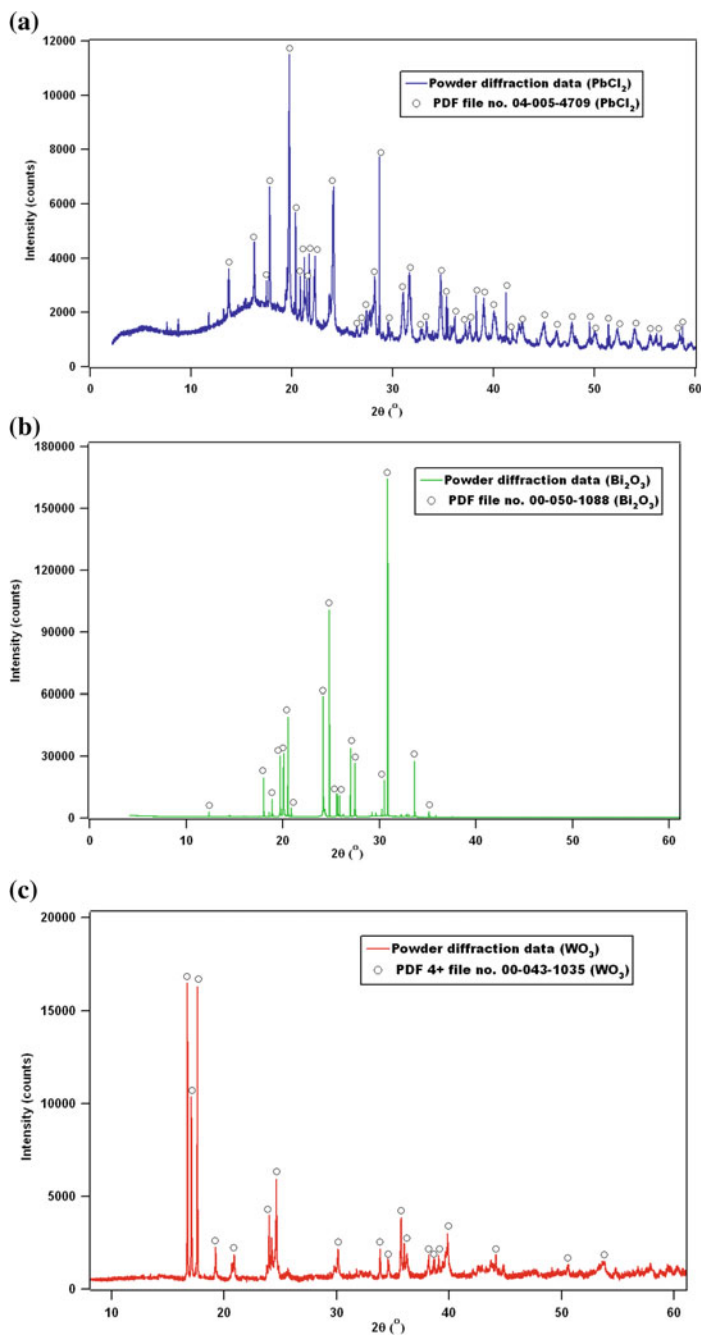 (a)
12000
10000
8000
6000
4000
2000
0
Intensity (counts)
Powder diffraction data (PbCl₂)
PDF file no. 04-005-4709 (PbCl₂)
0 10 20 30 40 50 60
2θ (°)
(b)
180000
150000
120000
90000
60000
30000
0
Intensity (counts)
Powder diffraction data (Bi₂O₃)
PDF file no. 00-050-1088 (Bi₂O₃)
0 10 20 30 40 50 60
2θ (°)
(c)
20000
15000
10000
5000
0
Intensity (counts)
Powder diffraction data (WO₃)
PDF 4+ file no. 00-043-1035 (WO₃)
10 20 30 40 50 60
2θ (°)